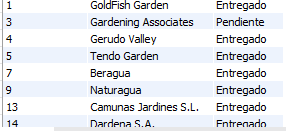 1 GoldFish Garden Entregado
3 Gardening Associates Pendiente
4 Gerudo Valley Entregado
5 Tendo Garden Entregado
7 Beragua Entregado
9 Naturagua Entregado
13 Camunas Jardines S.L. Entregado
14 Dardena S.A. Entregado